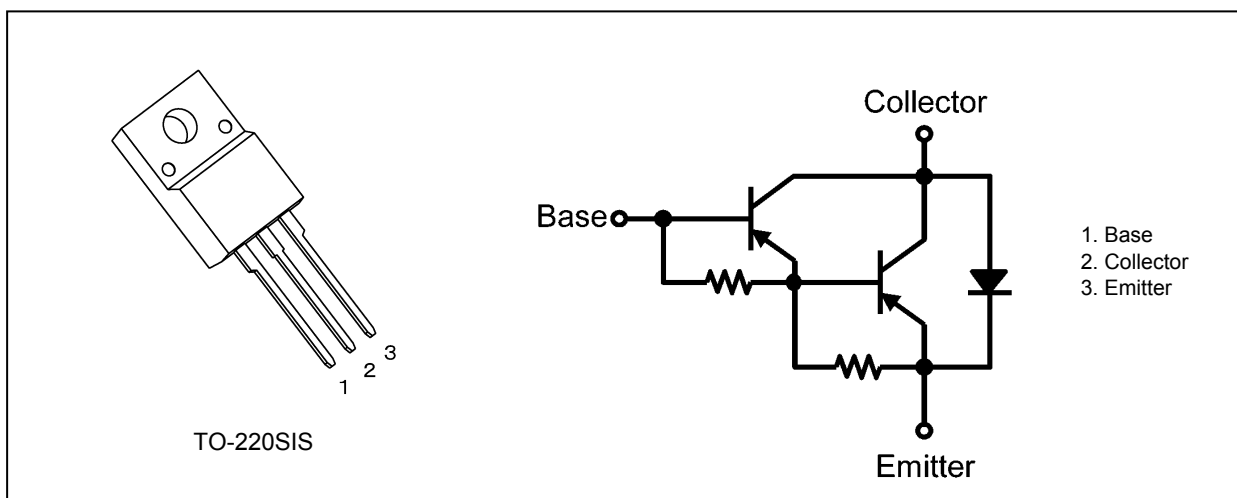 1
2
3
TO-220SIS
Collector
Base
Emitter
1. Base
2. Collector
3. Emitter